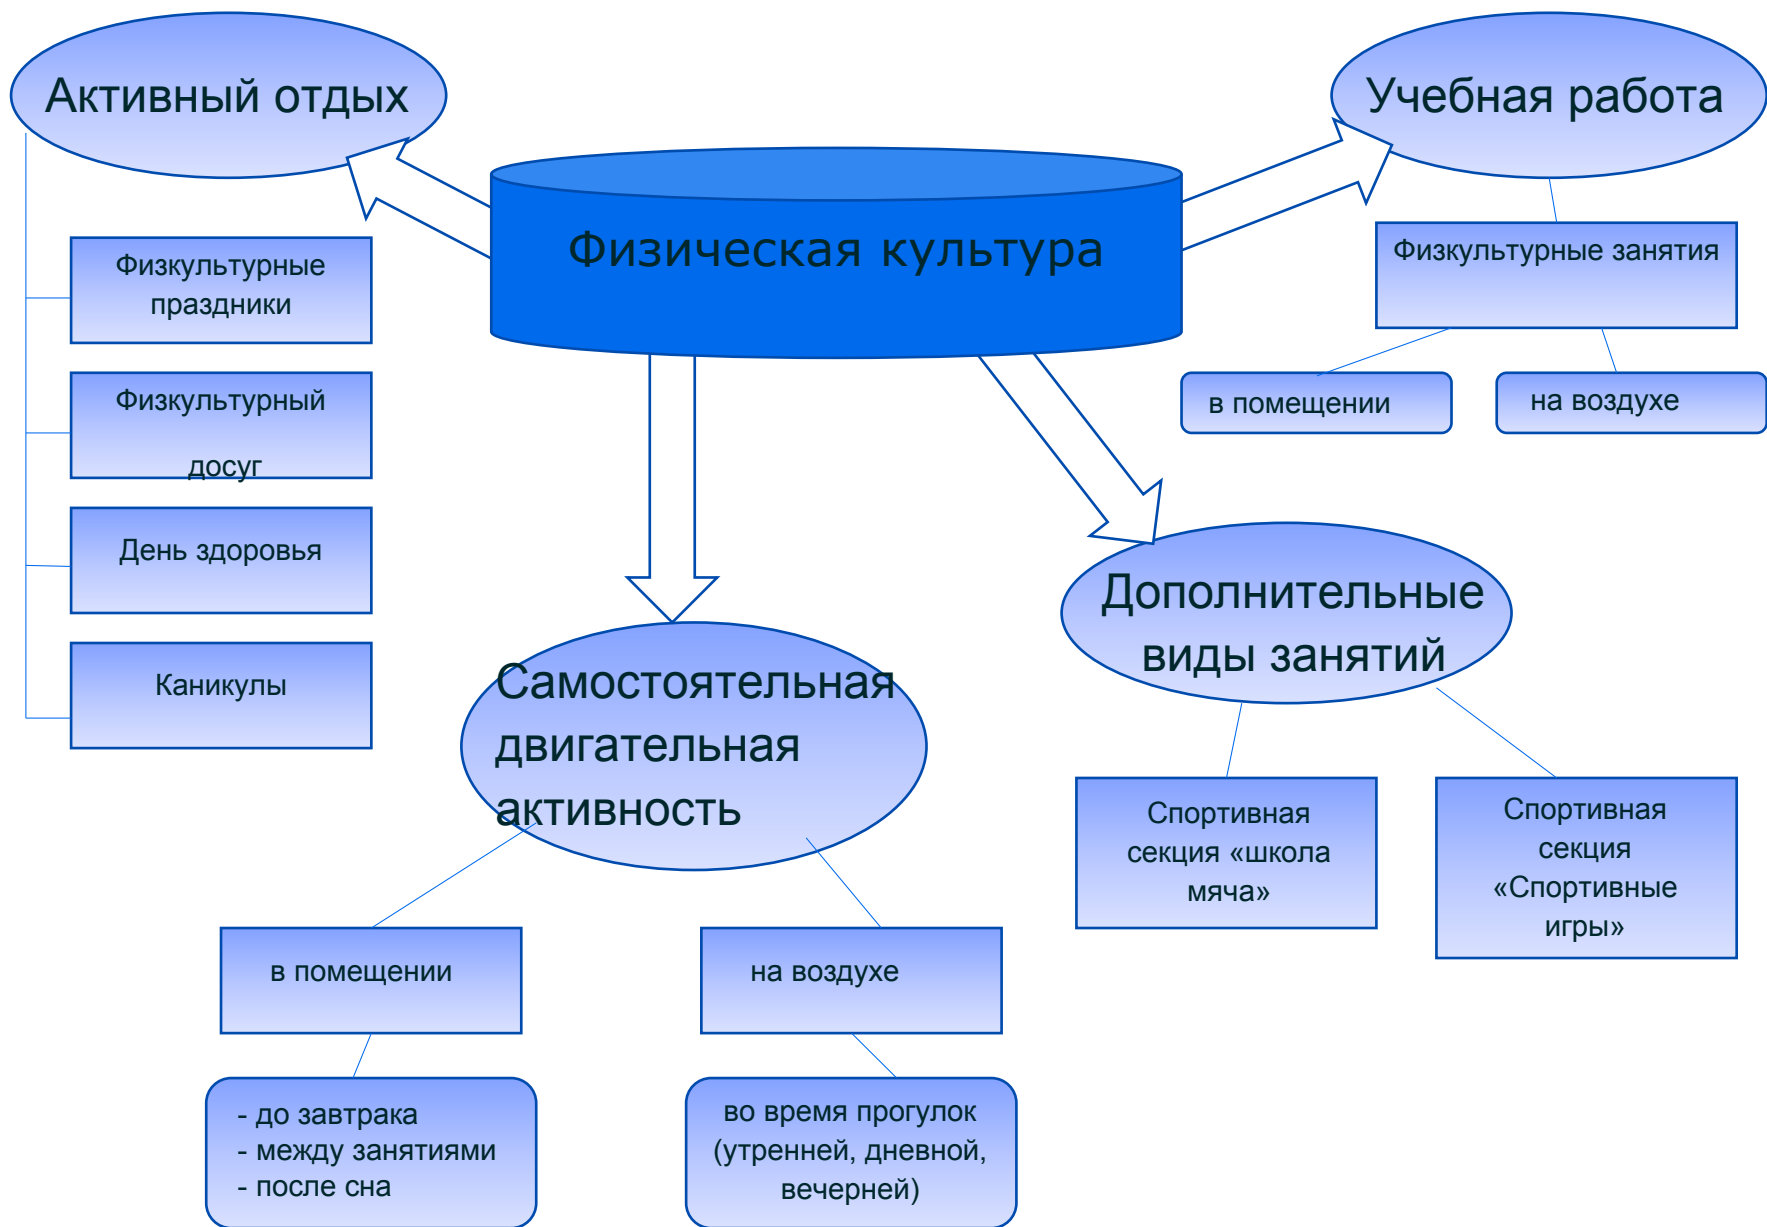 Активный отдых
Учебная работа
Физическая культура
Физкультурные
праздники
Физкультурный
досуг
День здоровья
Каникулы
Физкультурные занятия
в помещении
на воздухе
Самостоятельная
двигательная
активность
Дополнительные
виды занятий
Спортивная
секция «школа
мяча»
Спортивная
секция
«Спортивные
игры»
в помещении
на воздухе
- до завтрака
- между занятиями
- после сна
во время прогулок
(утренней, дневной,
вечерней)